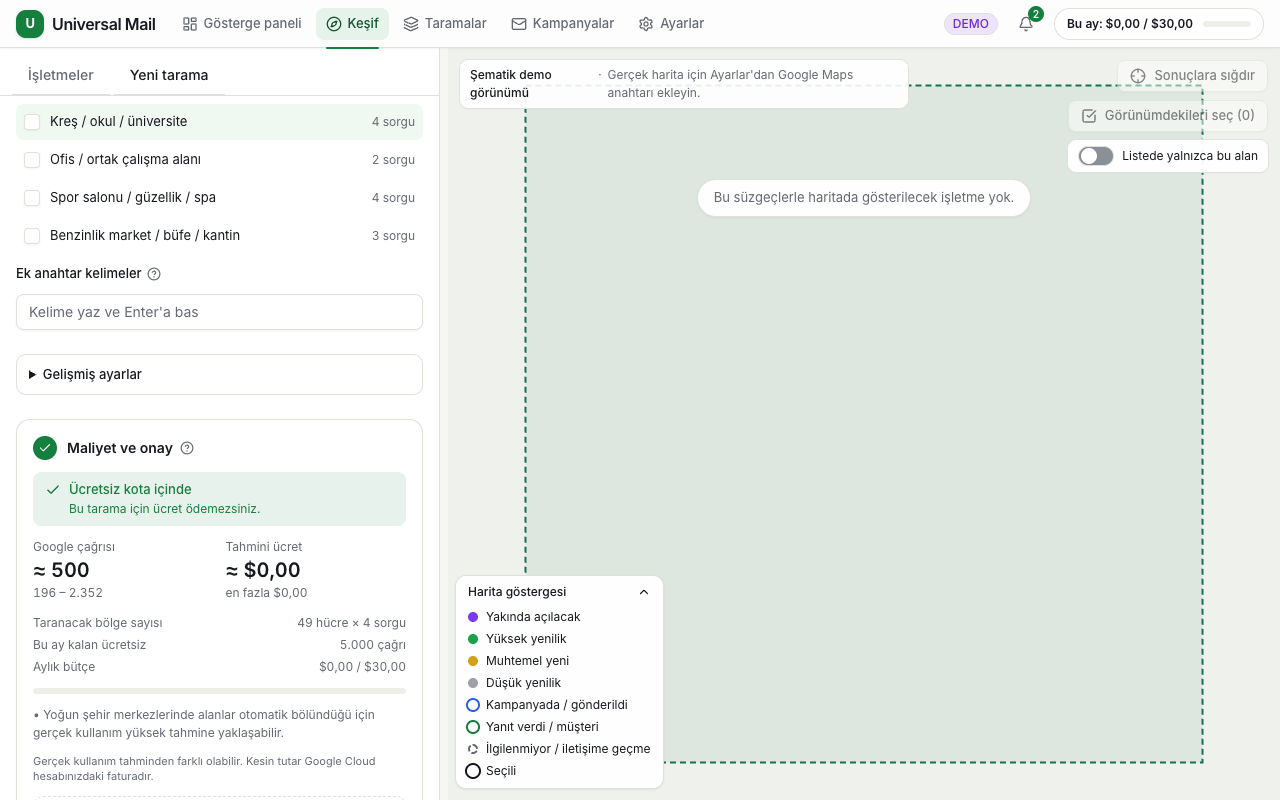 U Universal Mail
Gösterge paneli
Keşif
Taramalar
Kampanyalar
Ayarlar
DEMO
2
Bu ay: $0,00 / $30,00
İşletmeler
Yeni tarama
Kreş / okul / üniversite 4 sorgu
Ofis / ortak çalışma alanı 2 sorgu
Spor salonu / güzellik / spa 4 sorgu
Benzinlik market / büfe / kantin 3 sorgu
Ek anahtar kelimeler ?
Kelime yaz ve Enter'a bas
Gelişmiş ayarlar
Maliyet ve onay ?
Ücretsiz kota içinde
Bu tarama için ücret ödemezsiniz.
Google çağrısı Tahmini ücret
≈ 500 ≈ $0,00
196 – 2.352 en fazla $0,00
Taranacak bölge sayısı 49 hücre × 4 sorgu
Bu ay kalan ücretsiz 5.000 çağrı
Aylık bütçe $0,00 / $30,00
• Yoğun şehir merkezlerinde alanlar otomatik bölündüğü için
gerçek kullanım yüksek tahmine yaklaşabilir.
Gerçek kullanım tahminden farklı olabilir. Kesin tutar Google Cloud
hesabınızdaki faturadır.
Şematik demo
görünümü
· Gerçek harita için Ayarlar'dan Google Maps
anahtarı ekleyin.
Sonuçlara sığdır
Görünümdekileri seç (0)
Listede yalnızca bu alan
Bu süzgeçlerle haritada gösterilecek işletme yok.
Harita göstergesi
Yakında açılacak
Yüksek yenilik
Muhtemel yeni
Düşük yenilik
Kampanyada / gönderildi
Yanıt verdi / müşteri
İlgilenmiyor / iletişime geçme
Seçili